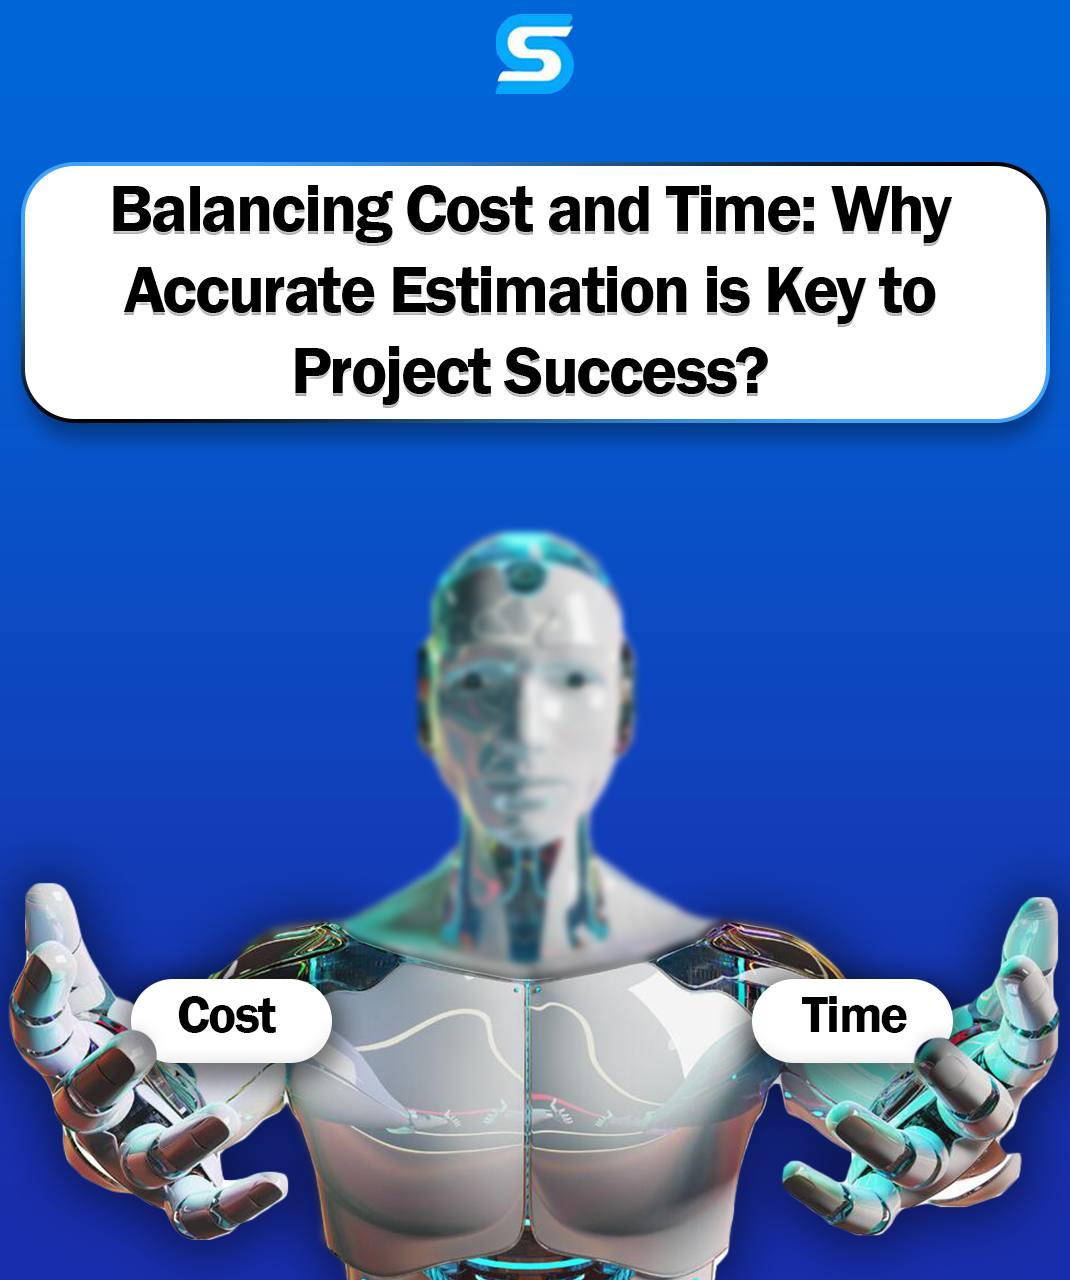 Balancing Cost and Time: Why
Accurate Estimation is Key to
Project Success?
Cost
Time